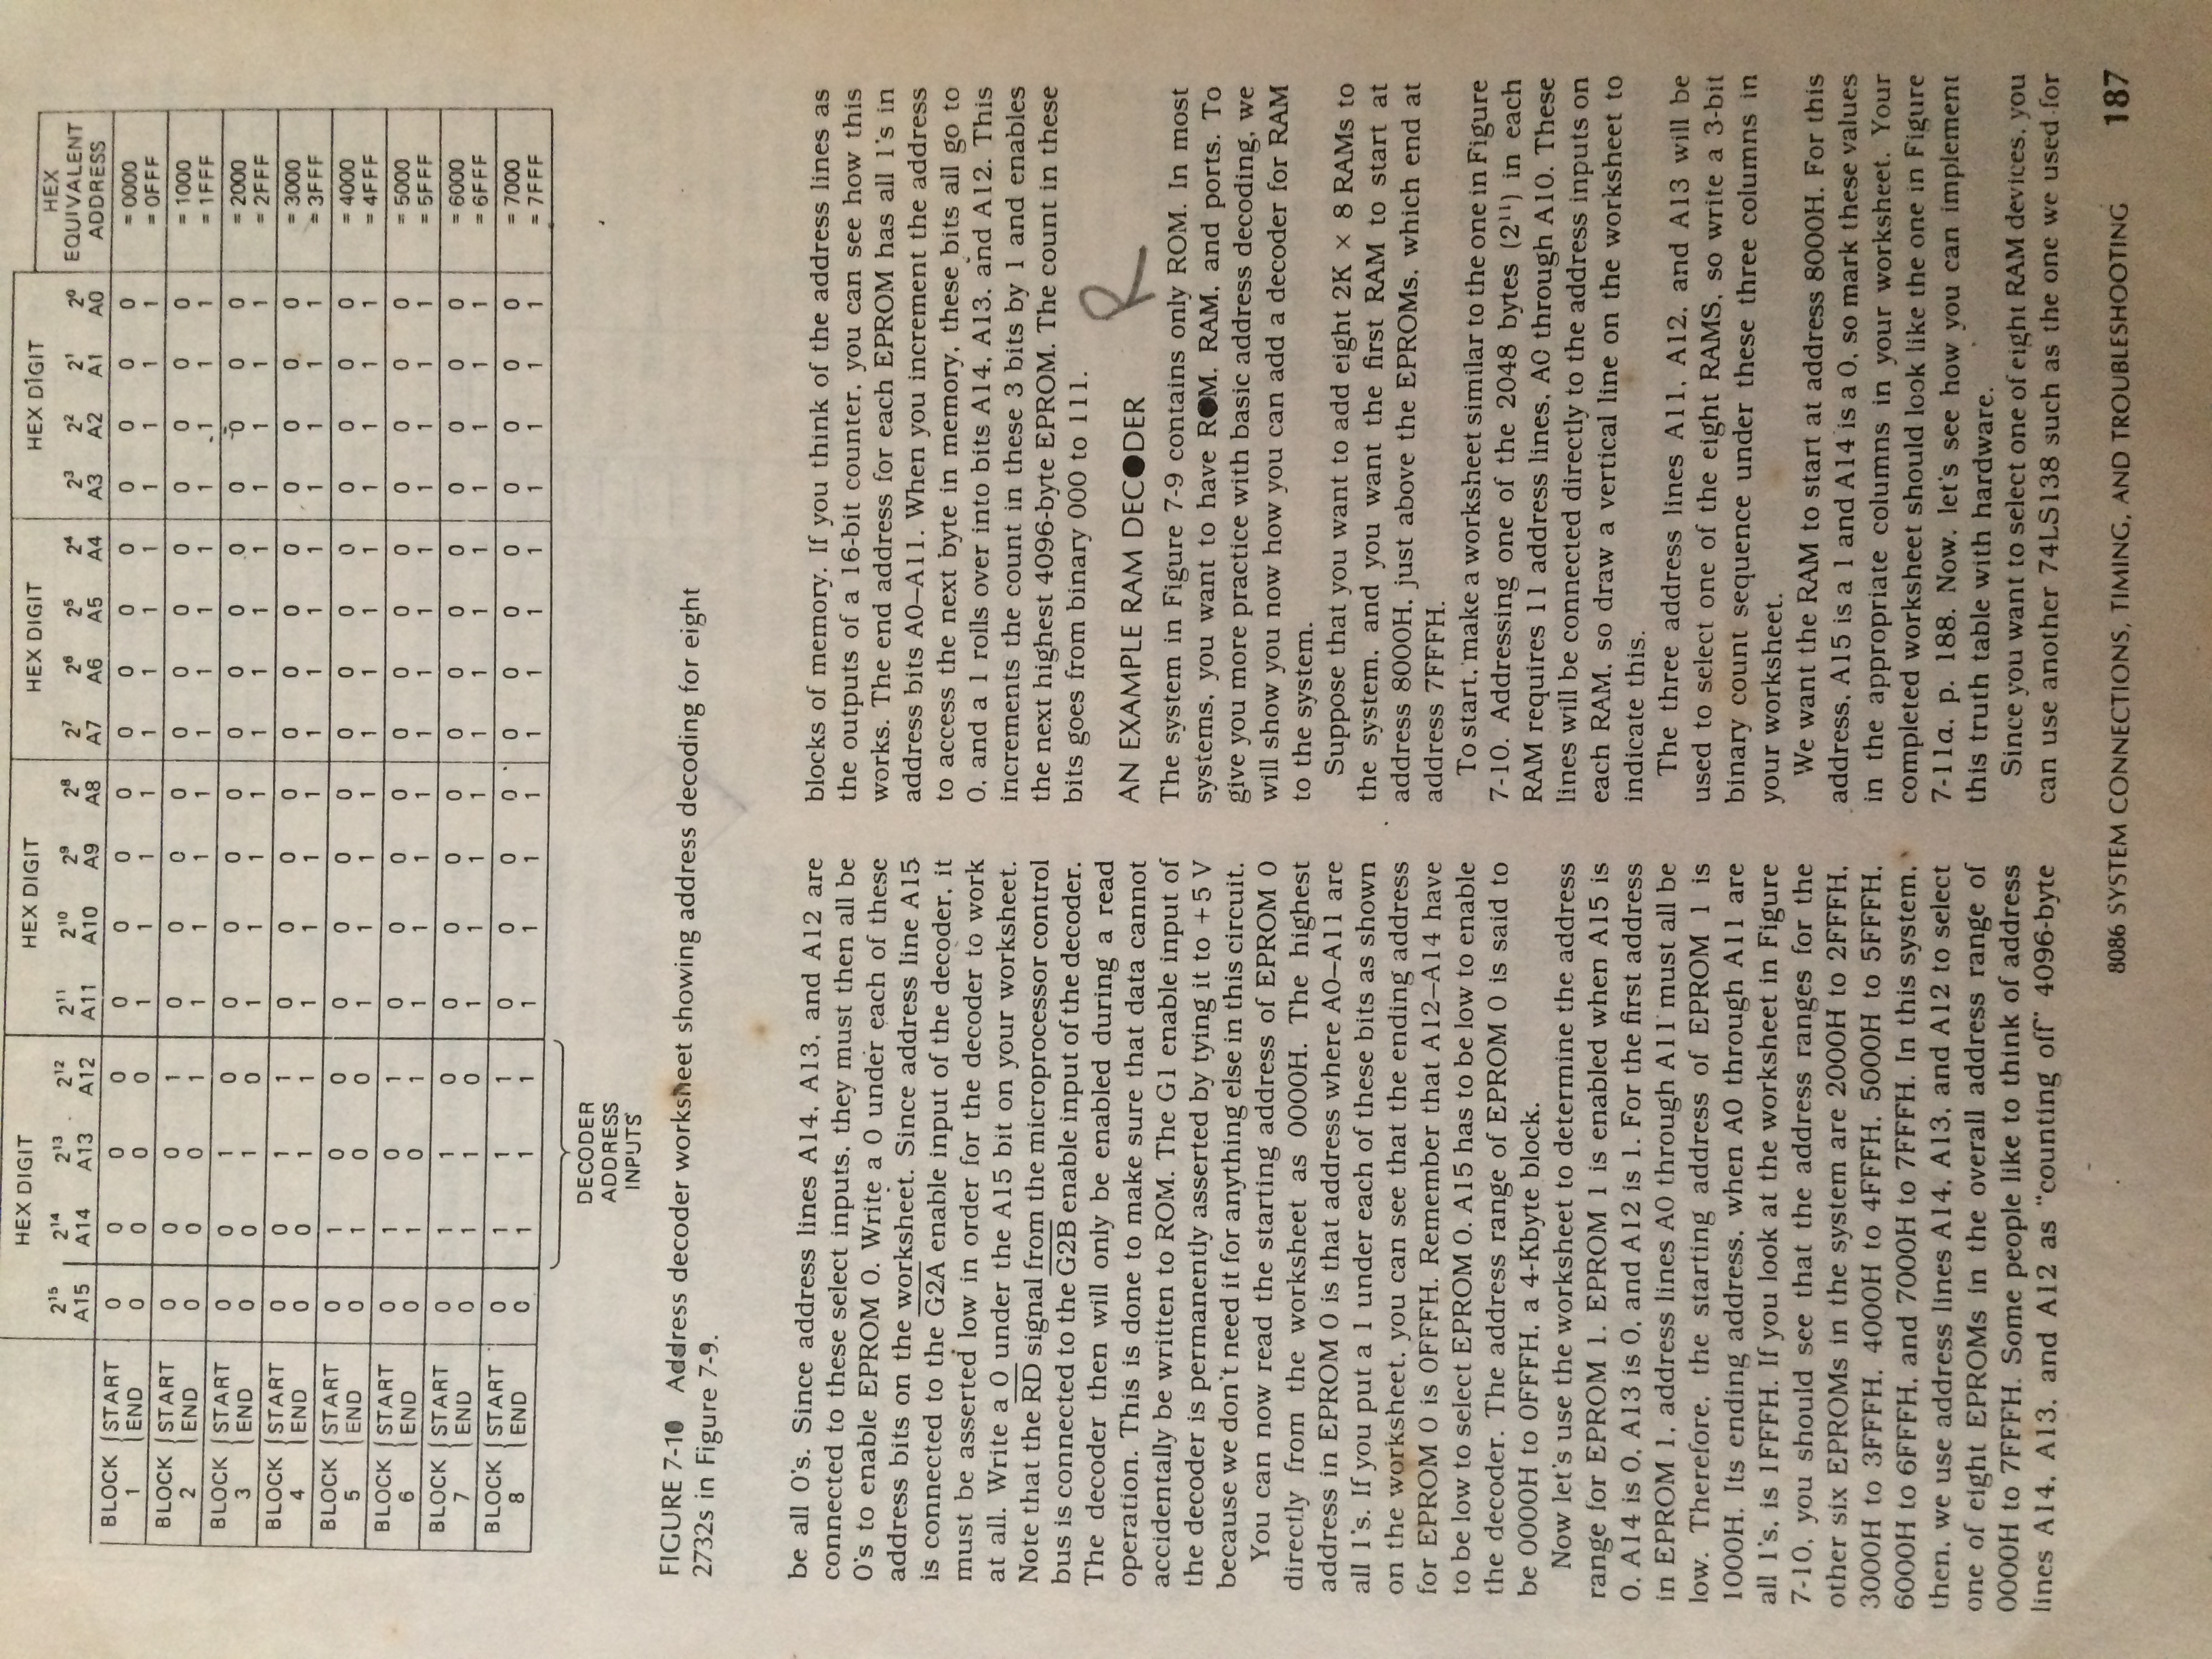 HEX DIGIT HEX DIGIT HEX DIGIT HEX DIGIT HEX EQUIVALENT ADDRESS
2¹⁵ 2¹⁴ 2¹³ 2¹² 2¹¹ 2¹⁰ 2⁹ 2⁸ 2⁷ 2⁶ 2⁵ 2⁴ 2³ 2² 2¹ 2⁰
A15 A14 A13 A12 A11 A10 A9 A8 A7 A6 A5 A4 A3 A2 A1 A0
BLOCK 1 START 0 0 0 0 0 0 0 0 0 0 0 0 0 0 0 0 = 0000
END 0 0 0 0 1 1 1 1 1 1 1 1 1 1 1 1 = 0FFF
BLOCK 2 START 0 0 0 1 0 0 0 0 0 0 0 0 0 0 0 0 = 1000
END 0 0 0 1 1 1 1 1 1 1 1 1 1 1 1 1 = 1FFF
BLOCK 3 START 0 0 1 0 0 0 0 0 0 0 0 0 0 0 0 0 = 2000
END 0 0 1 0 1 1 1 1 1 1 1 1 1 1 1 1 = 2FFF
BLOCK 4 START 0 0 1 1 0 0 0 0 0 0 0 0 0 0 0 0 = 3000
END 0 0 1 1 1 1 1 1 1 1 1 1 1 1 1 1 = 3FFF
BLOCK 5 START 0 1 0 0 0 0 0 0 0 0 0 0 0 0 0 0 = 4000
END 0 1 0 0 1 1 1 1 1 1 1 1 1 1 1 1 = 4FFF
BLOCK 6 START 0 1 0 1 0 0 0 0 0 0 0 0 0 0 0 0 = 5000
END 0 1 0 1 1 1 1 1 1 1 1 1 1 1 1 1 = 5FFF
BLOCK 7 START 0 1 1 0 0 0 0 0 0 0 0 0 0 0 0 0 = 6000
END 0 1 1 0 1 1 1 1 1 1 1 1 1 1 1 1 = 6FFF
BLOCK 8 START 0 1 1 1 0 0 0 0 0 0 0 0 0 0 0 0 = 7000
END 0 1 1 1 1 1 1 1 1 1 1 1 1 1 1 1 = 7FFF
DECODER
ADDRESS
INPUTS
FIGURE 7-10 Address decoder worksheet showing address decoding for eight
2732s in Figure 7-9.
be all 0's. Since address lines A14, A13, and A12 are
connected to these select inputs, they must then all be
0's to enable EPROM 0. Write a 0 under each of these
address bits on the worksheet. Since address line A15
is connected to the G2A enable input of the decoder, it
must be asserted low in order for the decoder to work
at all. Write a 0 under the A15 bit on your worksheet.
Note that the RD signal from the microprocessor control
bus is connected to the G2B enable input of the decoder.
The decoder then will only be enabled during a read
operation. This is done to make sure that data cannot
accidentally be written to ROM. The G1 enable input of
the decoder is permanently asserted by tying it to +5 V
because we don't need it for anything else in this circuit.
You can now read the starting address of EPROM 0
directly from the worksheet as 0000H. The highest
address in EPROM 0 is that address where A0–A11 are
all 1's. If you put a 1 under each of these bits as shown
on the worksheet, you can see that the ending address
for EPROM 0 is 0FFFH. Remember that A12–A14 have
to be low to select EPROM 0. A15 has to be low to enable
the decoder. The address range of EPROM 0 is said to
be 0000H to 0FFFH, a 4-Kbyte block.
Now let's use the worksheet to determine the address
range for EPROM 1. EPROM 1 is enabled when A15 is
0, A14 is 0, A13 is 0, and A12 is 1. For the first address
in EPROM 1, address lines A0 through A11 must all be
low. Therefore, the starting address of EPROM 1 is
1000H. Its ending address, when A0 through A11 are
all 1's, is 1FFFH. If you look at the worksheet in Figure
7-10, you should see that the address ranges for the
other six EPROMs in the system are 2000H to 2FFFH,
3000H to 3FFFH, 4000H to 4FFFH, 5000H to 5FFFH,
6000H to 6FFFH, and 7000H to 7FFFH. In this system,
then, we use address lines A14, A13, and A12 to select
one of eight EPROMs in the overall address range of
0000H to 7FFFH. Some people like to think of address
lines A14, A13, and A12 as "counting off" 4096-byte
blocks of memory. If you think of the address lines as
the outputs of a 16-bit counter, you can see how this
works. The end address for each EPROM has all 1's in
address bits A0–A11. When you increment the address
to access the next byte in memory, these bits all go to
0, and a 1 rolls over into bits A14, A13, and A12. This
increments the count in these 3 bits by 1 and enables
the next highest 4096-byte EPROM. The count in these
bits goes from binary 000 to 111.
R
AN EXAMPLE RAM DECODER
The system in Figure 7-9 contains only ROM. In most
systems, you want to have ROM, RAM, and ports. To
give you more practice with basic address decoding, we
will show you now how you can add a decoder for RAM
to the system.
Suppose that you want to add eight 2K × 8 RAMs to
the system, and you want the first RAM to start at
address 8000H, just above the EPROMs, which end at
address 7FFFH.
To start, make a worksheet similar to the one in Figure
7-10. Addressing one of the 2048 bytes (2¹¹) in each
RAM requires 11 address lines, A0 through A10. These
lines will be connected directly to the address inputs on
each RAM, so draw a vertical line on the worksheet to
indicate this.
The three address lines A11, A12, and A13 will be
used to select one of the eight RAMS, so write a 3-bit
binary count sequence under these three columns in
your worksheet.
We want the RAM to start at address 8000H. For this
address, A15 is a 1 and A14 is a 0, so mark these values
in the appropriate columns in your worksheet. Your
completed worksheet should look like the one in Figure
7-11a, p. 188. Now, let's see how you can implement
this truth table with hardware.
Since you want to select one of eight RAM devices, you
can use another 74LS138 such as the one we used for
8086 SYSTEM CONNECTIONS, TIMING, AND TROUBLESHOOTING 187